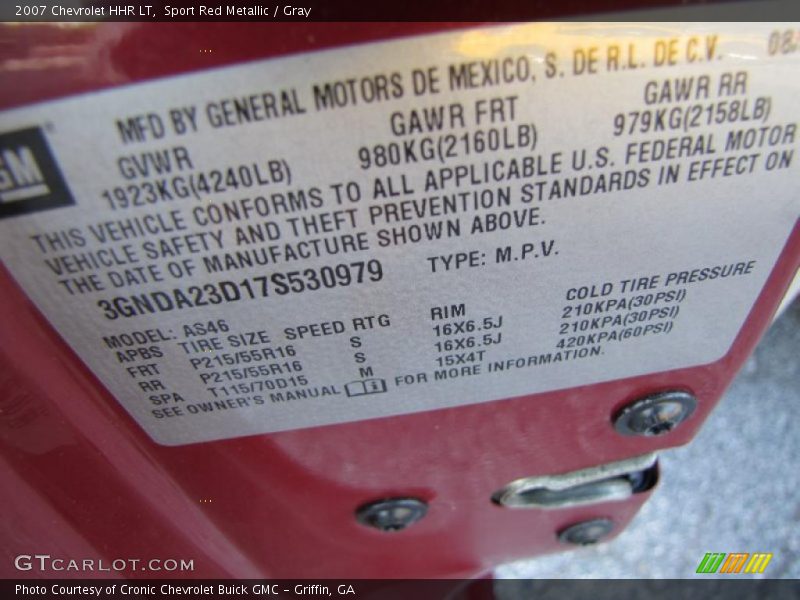 2007 Chevrolet HHR LT, Sport Red Metallic / Gray
MFD BY GENERAL MOTORS DE MEXICO, S. DE R.L. DE C.V.
GVWR GAWR FRT GAWR RR
1923KG(4240LB) 980KG(2160LB) 979KG(2158LB)
GM
THIS VEHICLE CONFORMS TO ALL APPLICABLE U.S. FEDERAL MOTOR
VEHICLE SAFETY AND THEFT PREVENTION STANDARDS IN EFFECT ON
THE DATE OF MANUFACTURE SHOWN ABOVE.
3GNDA23D17S530979 TYPE: M.P.V.
MODEL: AS46
APBS TIRE SIZE SPEED RTG RIM COLD TIRE PRESSURE
FRT P215/55R16 S 16X6.5J 210KPA(30PSI)
RR P215/55R16 S 16X6.5J 210KPA(30PSI)
SPA T115/70D15 M 15X4T 420KPA(60PSI)
SEE OWNER'S MANUAL FOR MORE INFORMATION.
GTCARLOT.COM
Photo Courtesy of Cronic Chevrolet Buick GMC - Griffin, GA